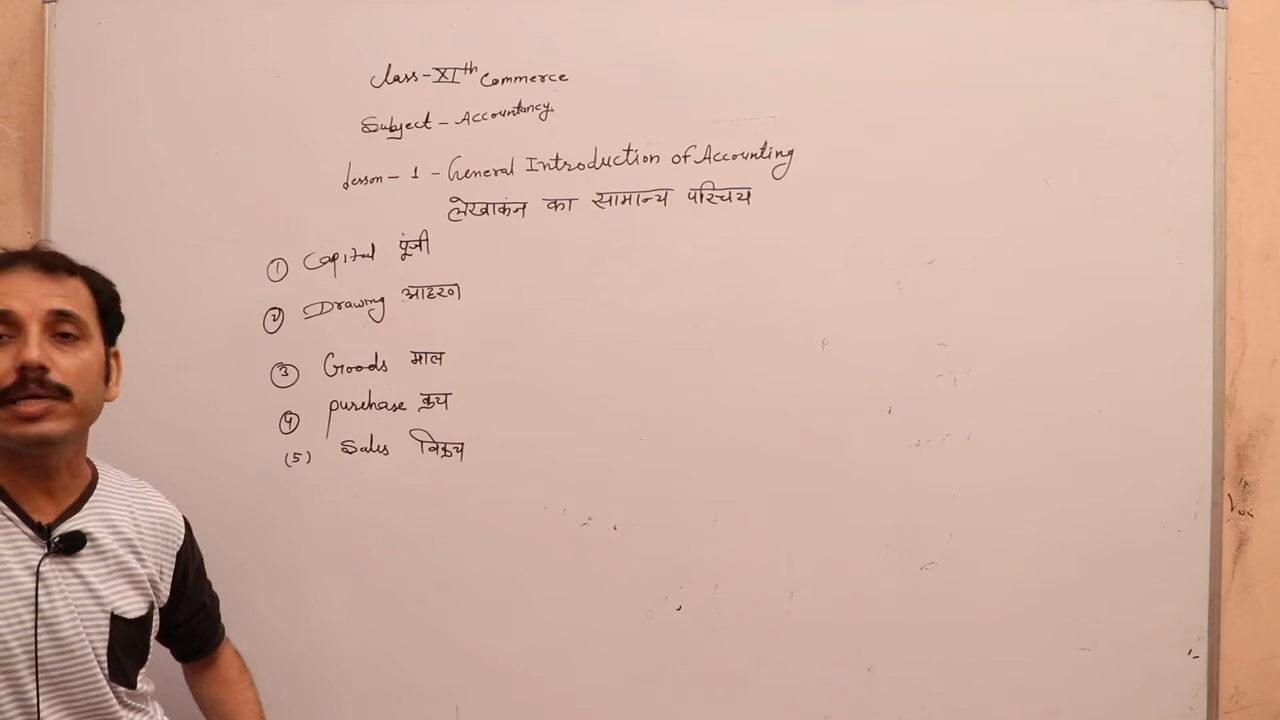 Class - XIth Commerce
Subject - Accountancy
Lesson - 1 - General Introduction of Accounting
लेखाकंन का सामान्य परिचय
① Capital पूंजी
② Drawing आहरण
③ Goods माल
④ purchase क्रय
(5) Sales विक्रय